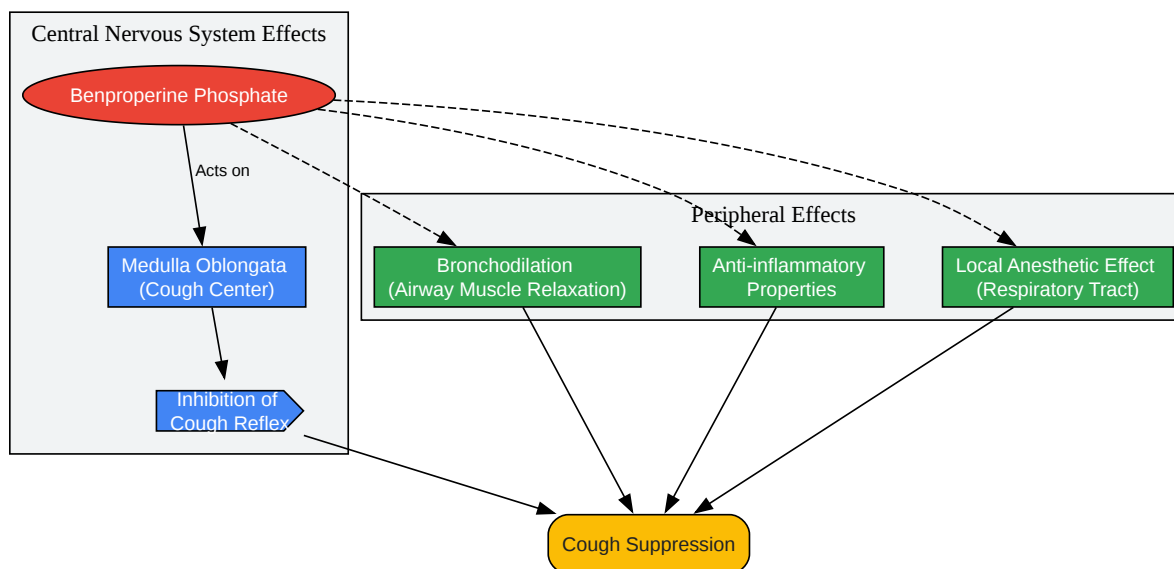 Central Nervous System Effects
Benproperine Phosphate
Acts on
Peripheral Effects
Medulla Oblongata
(Cough Center)
Bronchodilation
(Airway Muscle Relaxation)
Anti-inflammatory
Properties
Local Anesthetic Effect
(Respiratory Tract)
Inhibition of
Cough Reflex
Cough Suppression